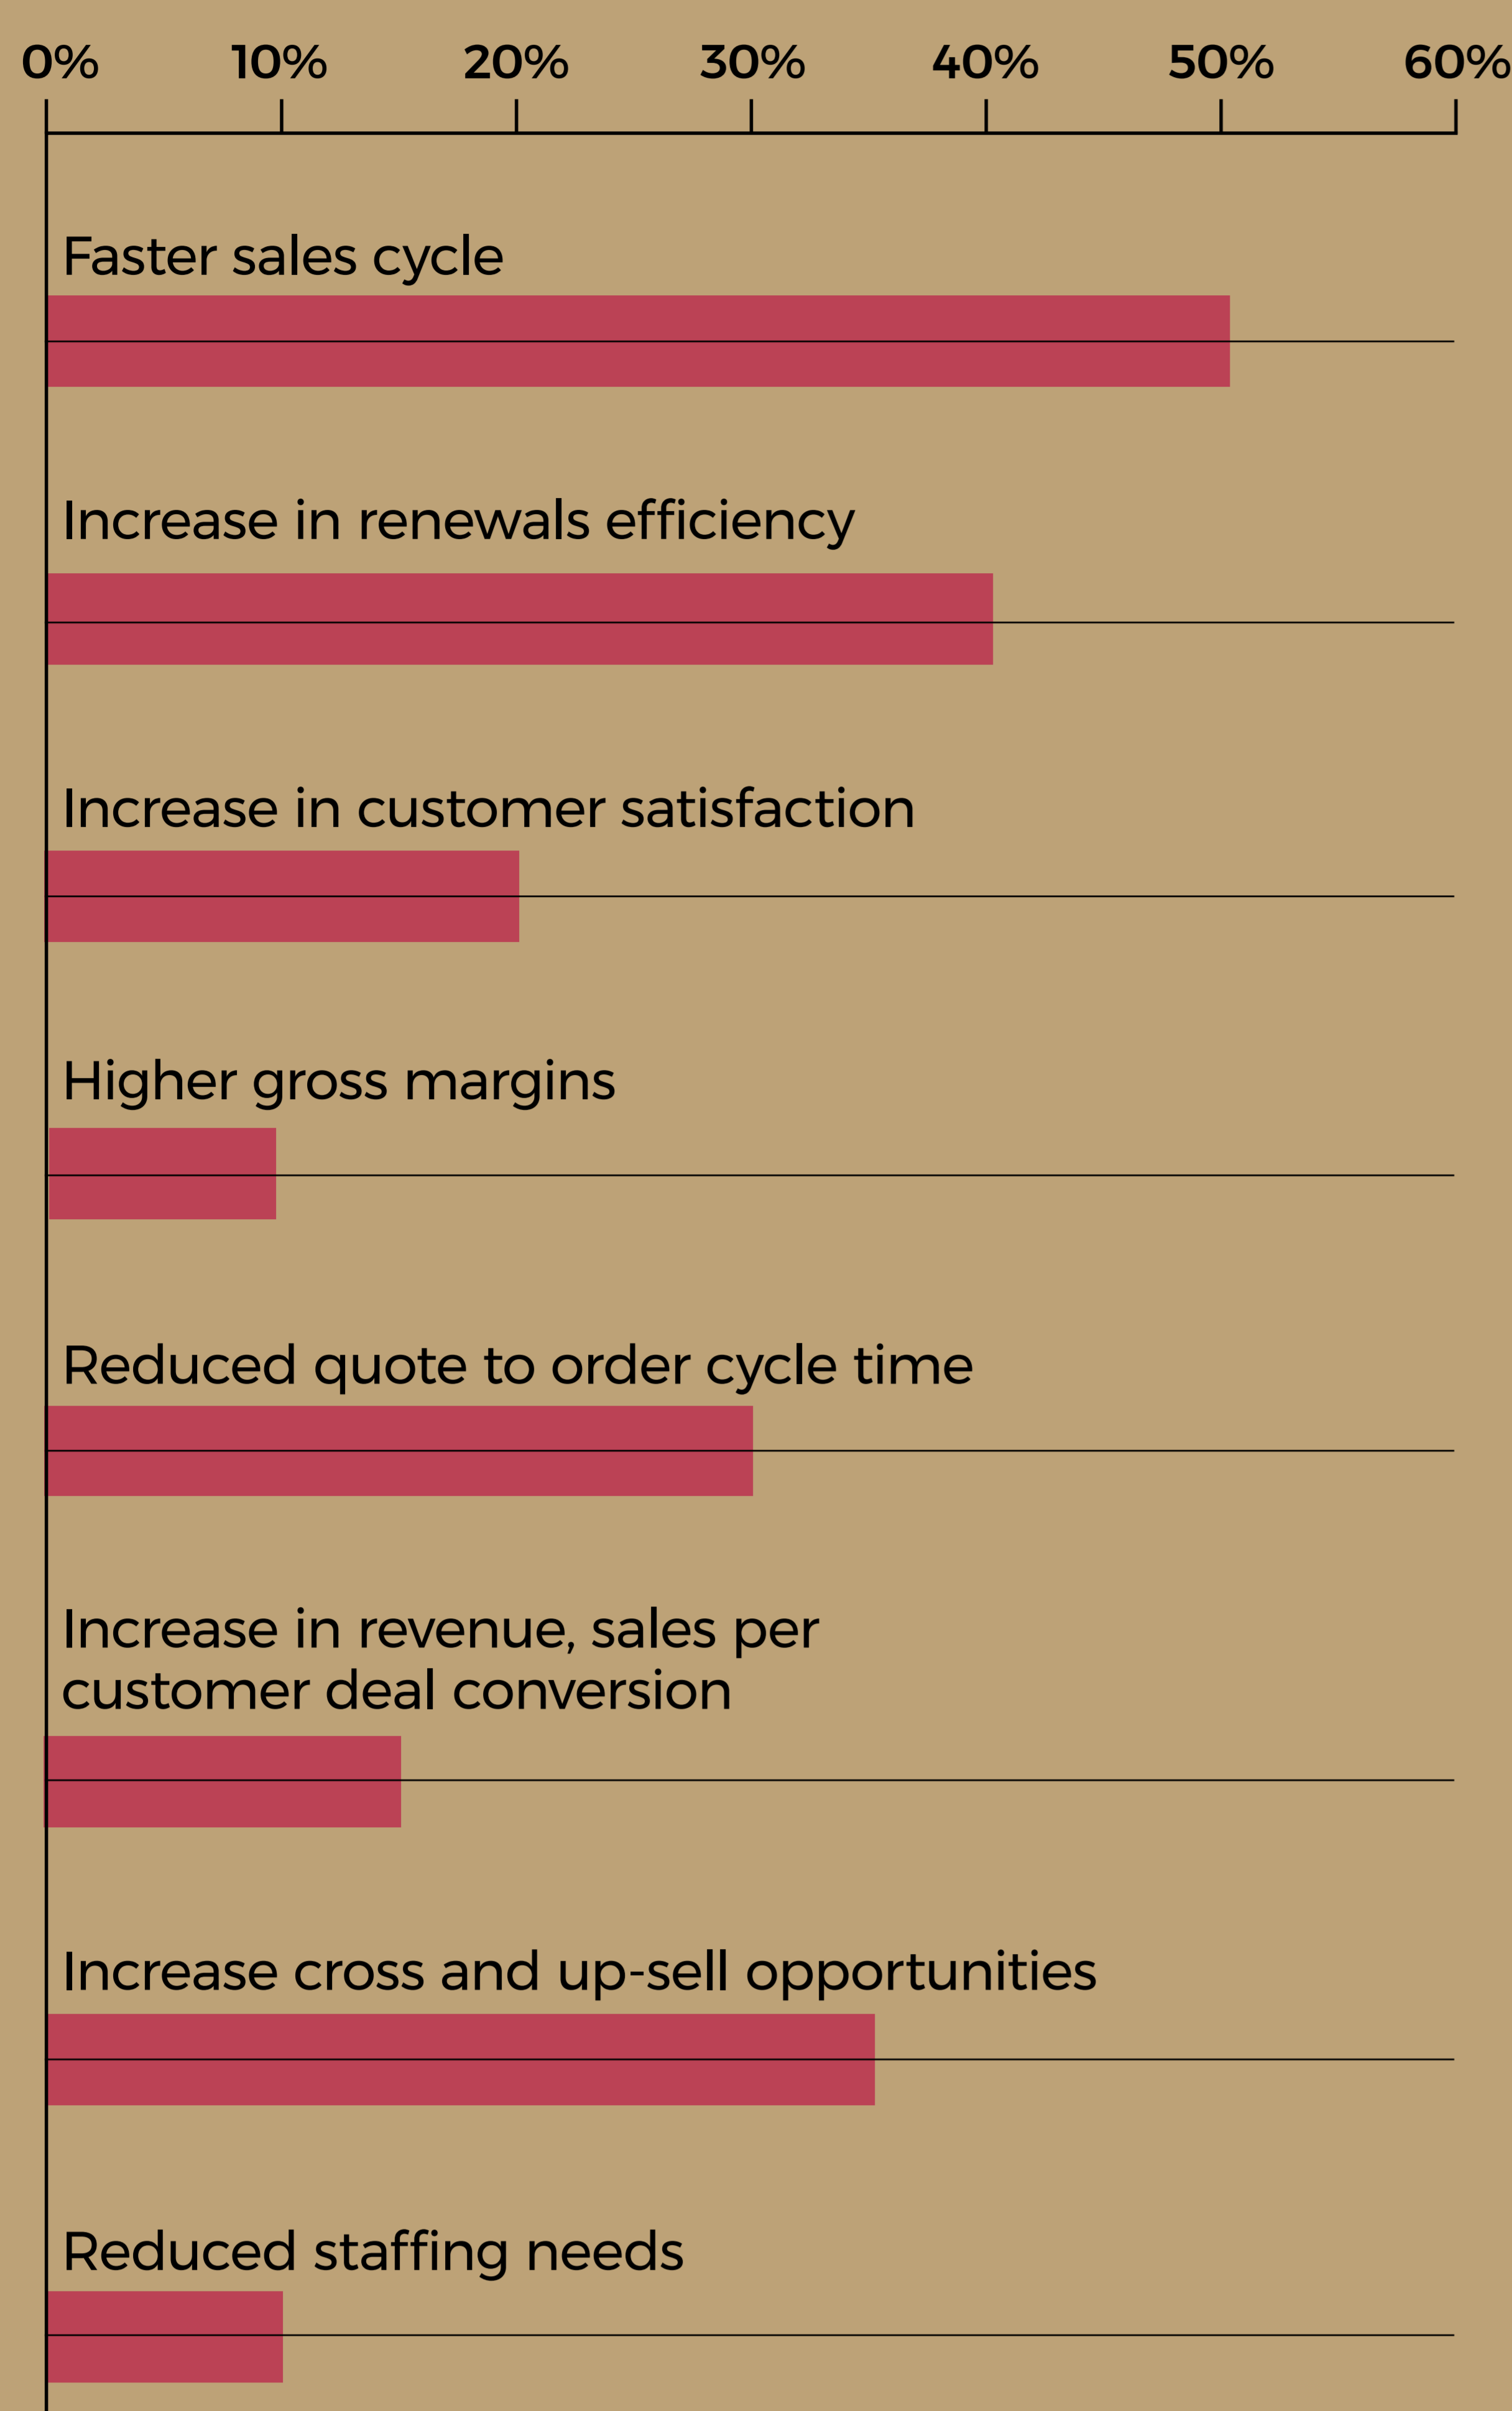 0% 10% 20% 30% 40% 50% 60%
Faster sales cycle
Increase in renewals efficiency
Increase in customer satisfaction
Higher gross margins
Reduced quote to order cycle time
Increase in revenue, sales per
customer deal conversion
Increase cross and up-sell opportunities
Reduced staffing needs